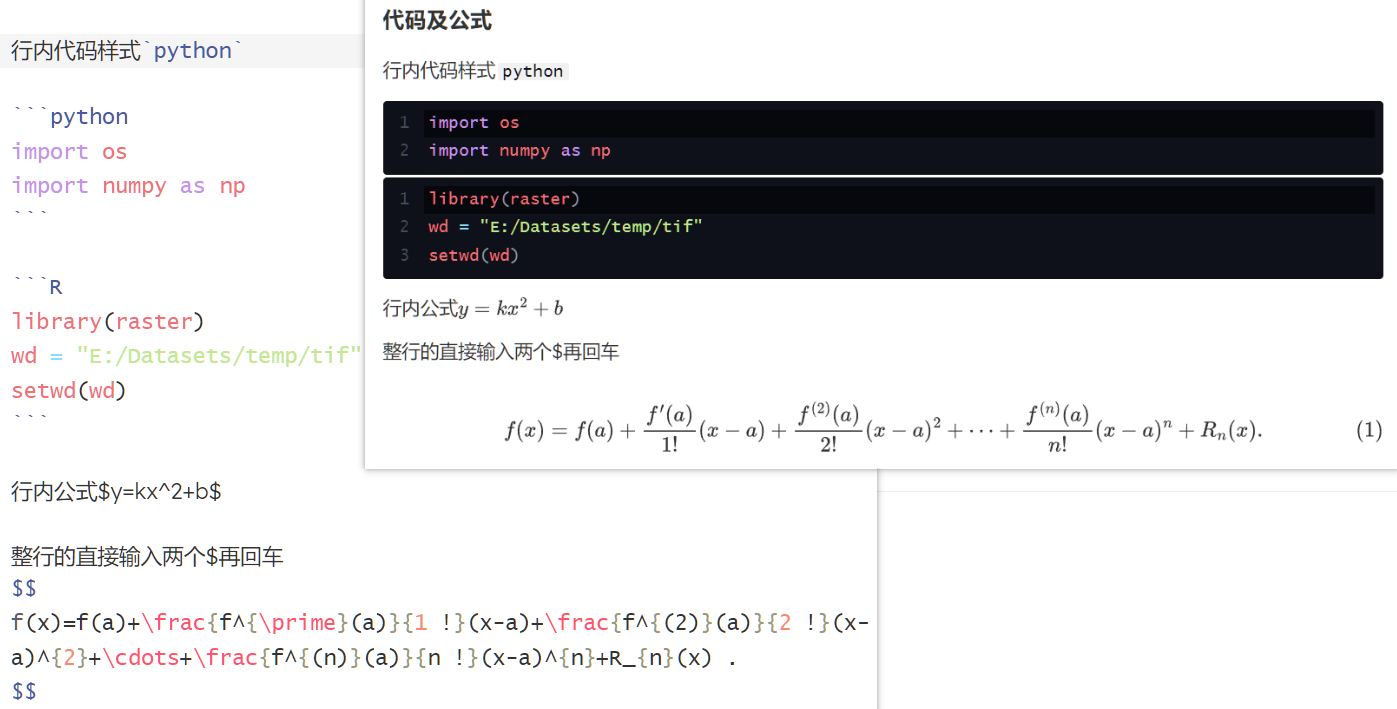 行内代码样式`python`
```python
import os
import numpy as np
```
```R
library(raster)
wd = "E:/Datasets/temp/tif"
setwd(wd)
```
行内公式$y=kx^2+b$
整行的直接输入两个$再回车
$$
f(x)=f(a)+\frac{f^{\prime}(a)}{1 !}(x-a)+\frac{f^{(2)}(a)}{2 !}(x-
a)^{2}+\cdots+\frac{f^{(n)}(a)}{n !}(x-a)^{n}+R_{n}(x) .
$$
代码及公式
行内代码样式 python
1 import os
2 import numpy as np
1 library(raster)
2 wd = "E:/Datasets/temp/tif"
3 setwd(wd)
行内公式y = kx² + b
整行的直接输入两个$再回车
f(x) = f(a) + \frac{f′(a)}{1!}(x − a) + \frac{f^{(2)}(a)}{2!}(x − a)² + ⋯ + \frac{f^{(n)}(a)}{n!}(x − a)ⁿ + Rₙ(x). (1)